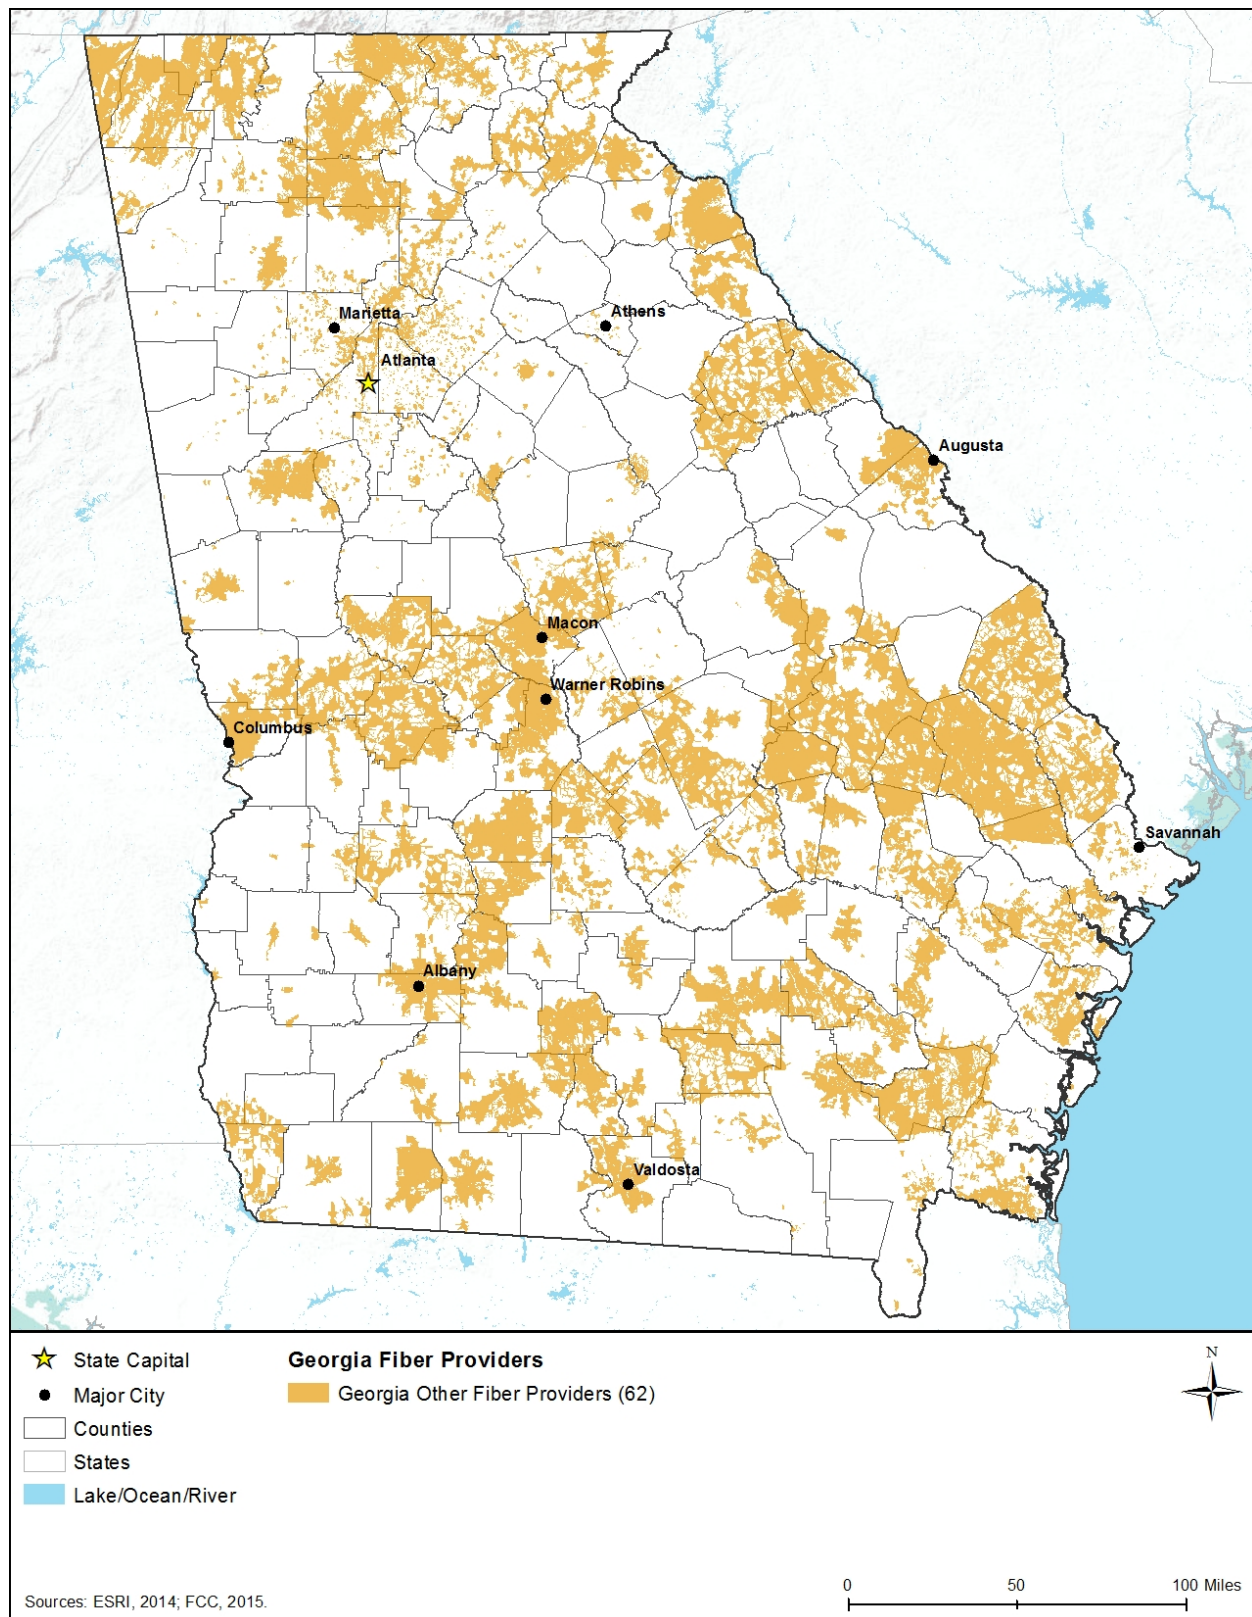 Marietta
Athens
Atlanta
Augusta
Macon
Warner Robins
Columbus
Savannah
Albany
Valdosta
State Capital
Major City
Counties
States
Lake/Ocean/River
Georgia Fiber Providers
Georgia Other Fiber Providers (62)
N
0 50 100 Miles
Sources: ESRI, 2014; FCC, 2015.